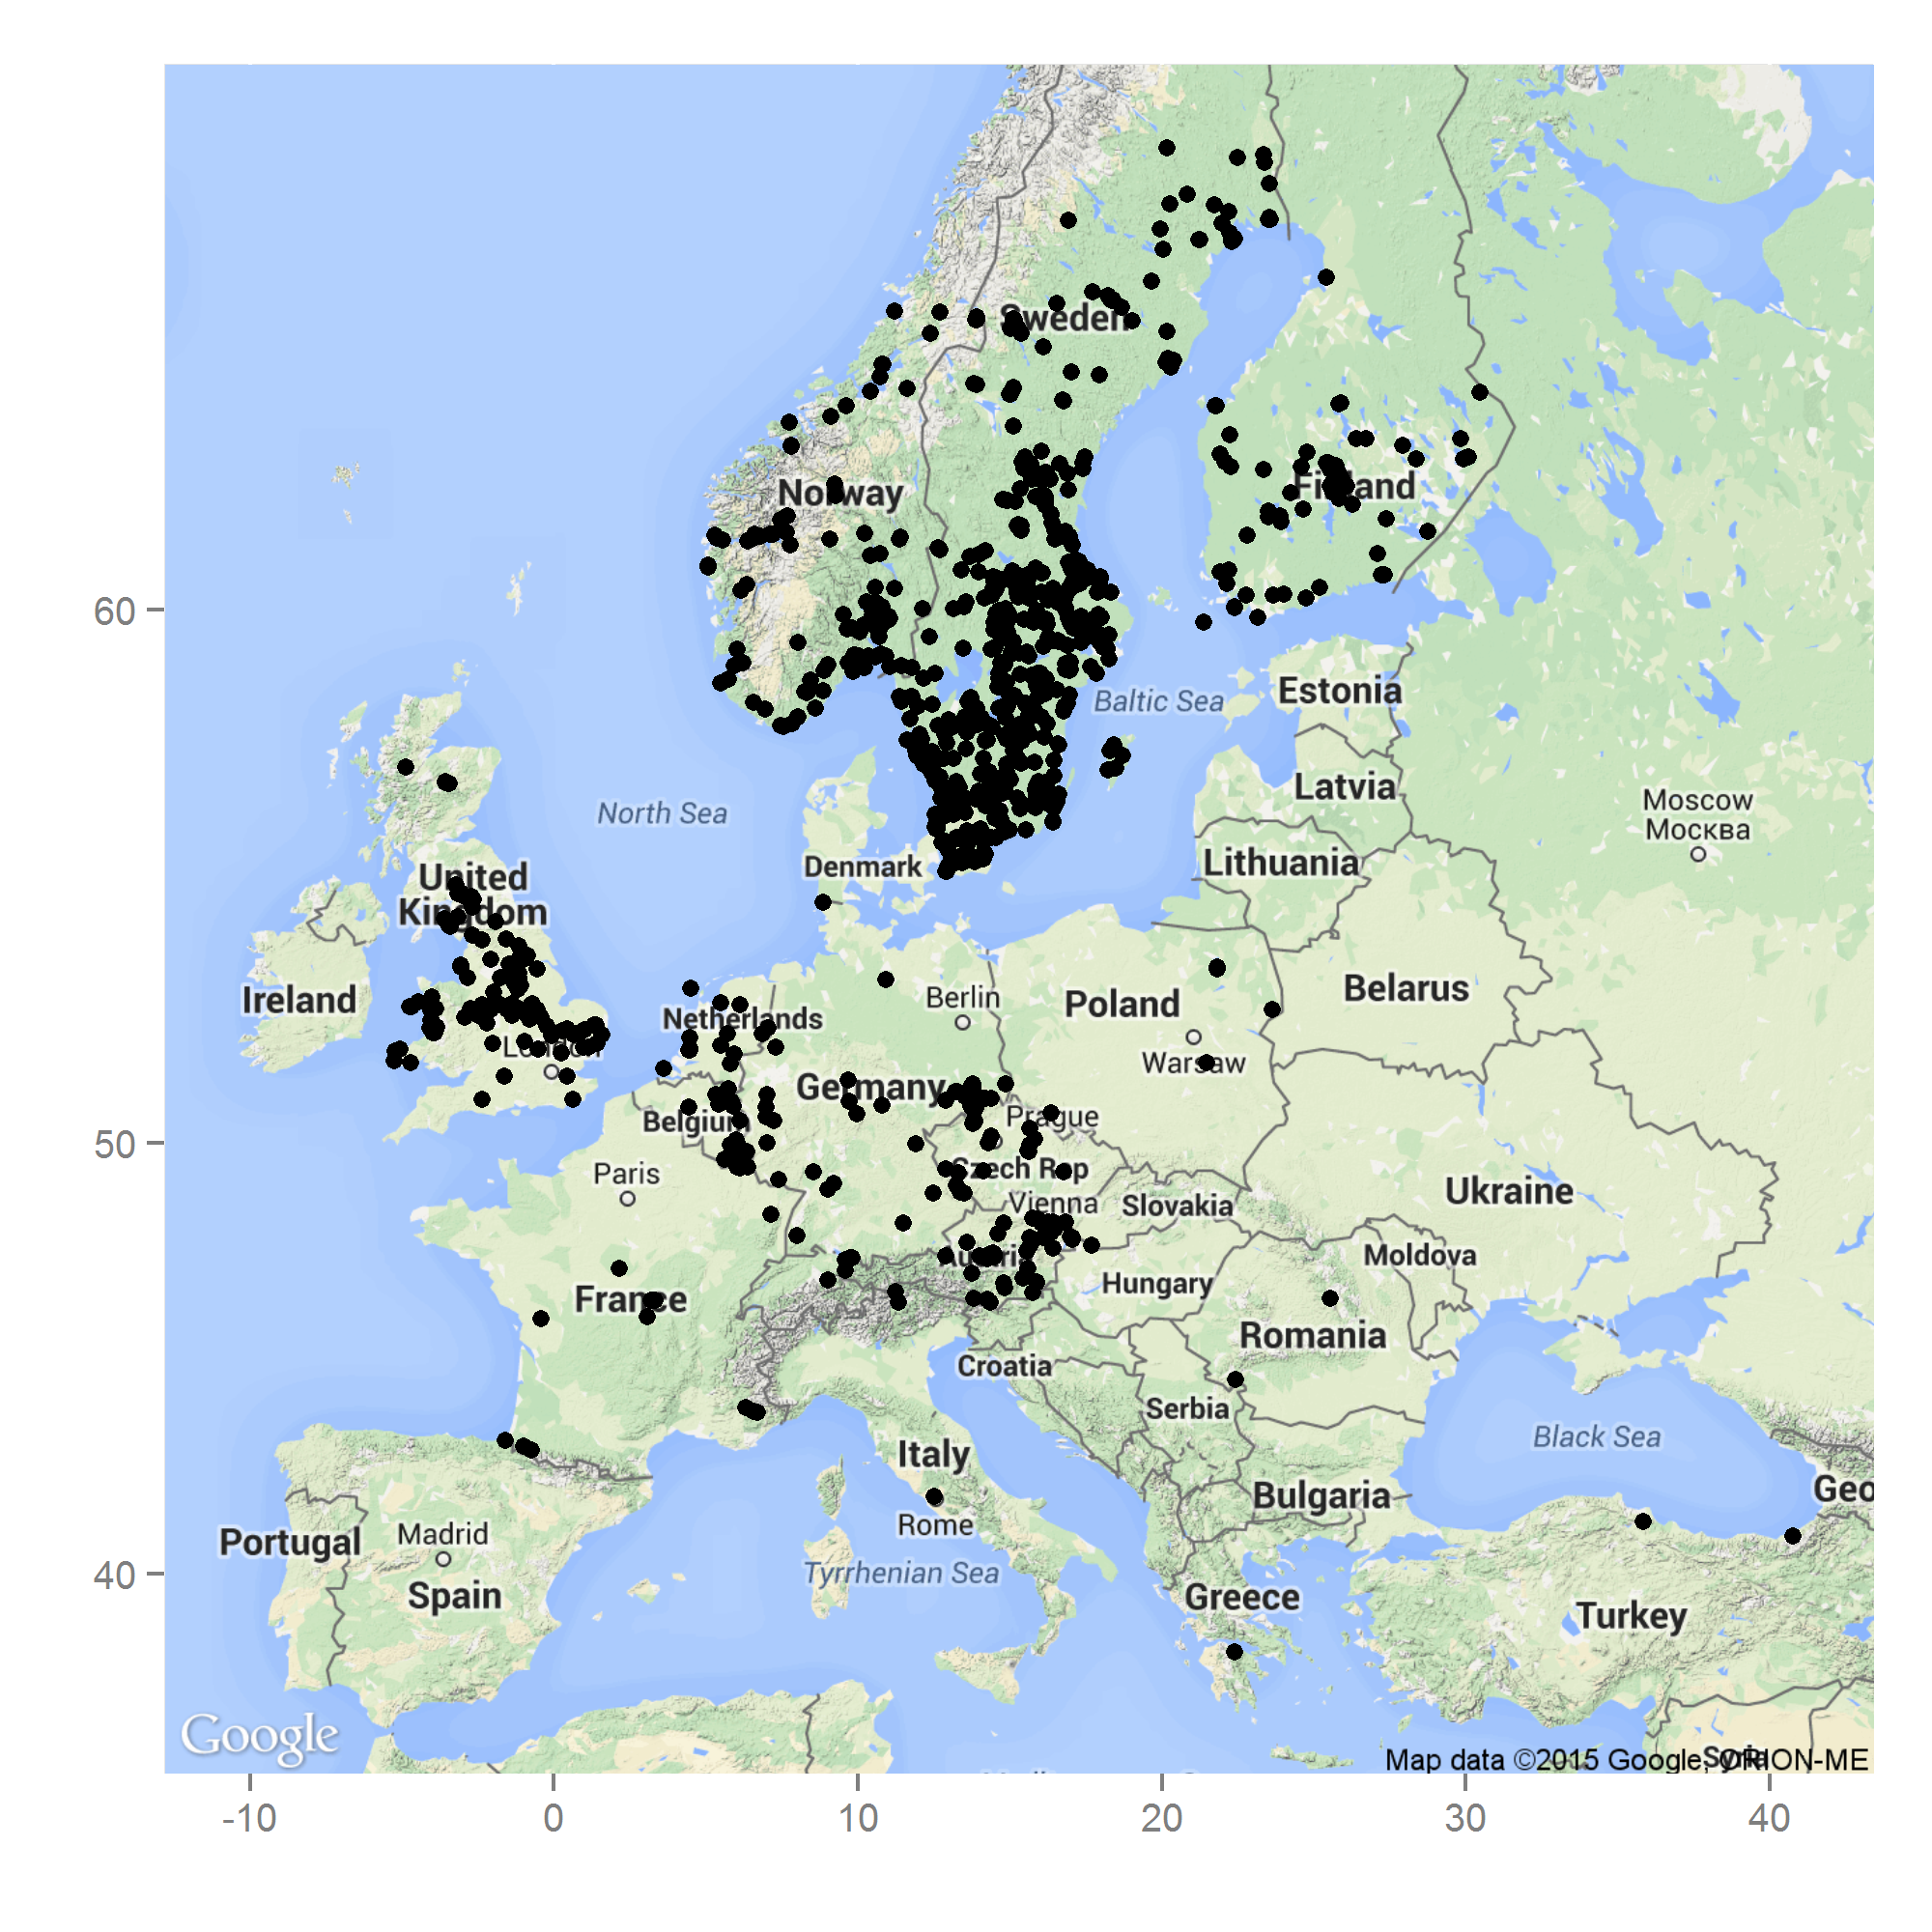 Sweden
Norway
Finland
60
Estonia
Baltic Sea
Latvia
Moscow
Москва
North Sea
Denmark
Lithuania
United
Kingdom
Ireland
Belarus
Berlin
Poland
Netherlands
London
Warsaw
Germany
50
Belgium
Prague
Paris
Czech Rep
Ukraine
Vienna
Slovakia
Austria
Moldova
Hungary
France
Romania
Croatia
Serbia
Black Sea
Italy
Bulgaria
Geo
Rome
Portugal
Madrid
40
Tyrrhenian Sea
Spain
Greece
Turkey
Google
Syria
Map data ©2015 Google, ORION-ME
-10
0
10
20
30
40